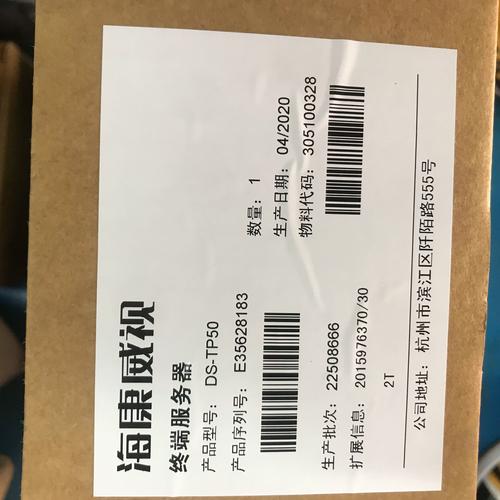 海康威视
终端服务器
产品型号：DS-TP50
数量：1
产品序列号：E35628183
生产日期：04/2020
物料代码：305100328
生产批次：22508666
扩展信息：2015976370/30
2T
公司地址：杭州市滨江区阡陌路555号